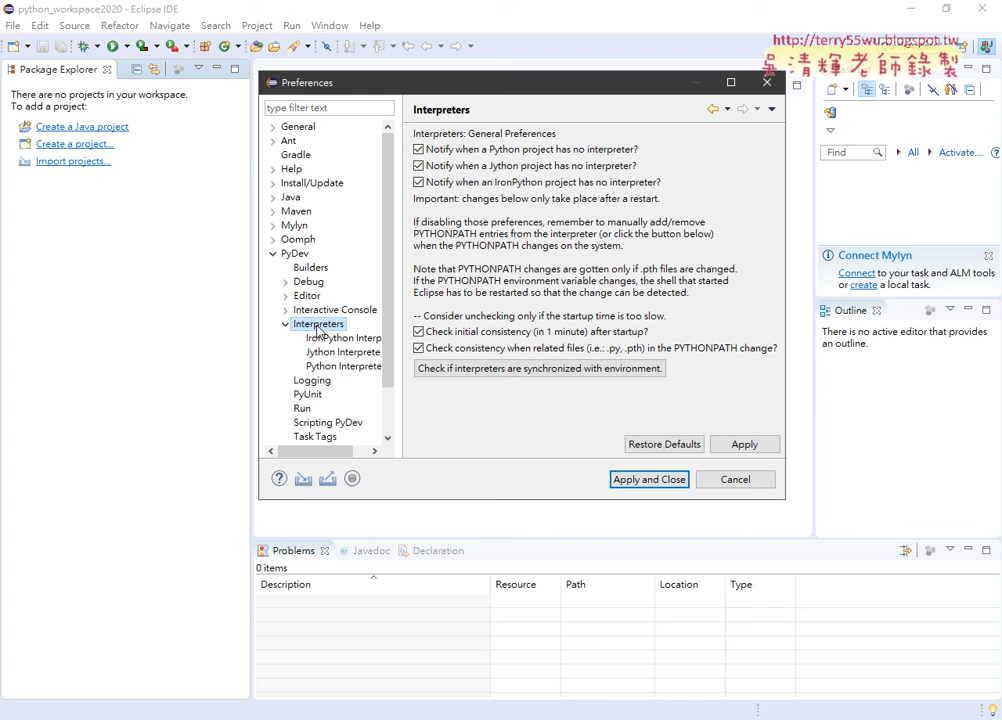 python_workspace2020 - Eclipse IDE
File Edit Source Refactor Navigate Search Project Run Window Help
http://terry55wu.blogspot.tw
吳清輝老師錄製
Package Explorer
There are no projects in your workspace.
To add a project:
Create a Java project
Create a project...
Import projects...
Preferences
type filter text
General
Ant
Gradle
Help
Install/Update
Java
Maven
Mylyn
Oomph
PyDev
Builders
Debug
Editor
Interactive Console
Interpreters
IronPython Interp
Jython Interprete
Python Interprete
Logging
PyUnit
Run
Scripting PyDev
Task Tags
Interpreters
Interpreters: General Preferences
Notify when a Python project has no interpreter?
Notify when a Jython project has no interpreter?
Notify when an IronPython project has no interpreter?
Important: changes below only take place after a restart.
If disabling those preferences, remember to manually add/remove
PYTHONPATH entries from the interpreter (or click the button below)
when the PYTHONPATH changes on the system.
Note that PYTHONPATH changes are gotten only if .pth files are changed.
If the PYTHONPATH environment variable changes, the shell that started
Eclipse has to be restarted so that the change can be detected.
-- Consider unchecking only if the startup time is too slow.
Check initial consistency (in 1 minute) after startup?
Check consistency when related files (i.e.: .py, .pth) in the PYTHONPATH change?
Check if interpreters are synchronized with environment.
Restore Defaults Apply
Apply and Close Cancel
Find All Activate...
Connect Mylyn
Connect to your task and ALM tools
or create a local task.
Outline
There is no active editor that provides
an outline.
Problems Javadoc Declaration
0 items
Description Resource Path Location Type